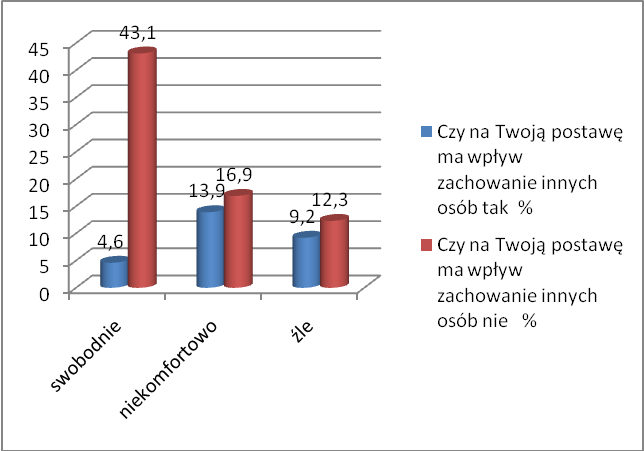 43,1
45
40
35
30
25
20
15
10
5
0
4,6
13,9
16,9
9,2
12,3
swobodnie
niekomfortowo
źle
Czy na Twoją postawę
ma wpływ
zachowanie innych
osób tak %
Czy na Twoją postawę
ma wpływ
zachowanie innych
osób nie %